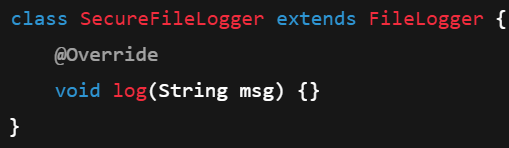 class SecureFileLogger extends FileLogger {
    @Override
    void log(String msg) {}
}